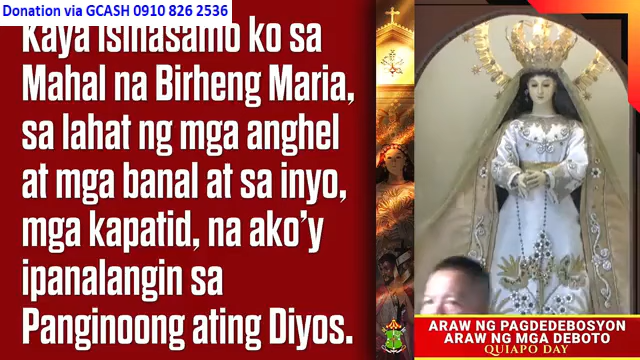 Donation via GCASH 0910 826 2536
Kaya isinasamo ko sa
Mahal na Birheng Maria,
sa lahat ng mga anghel
at mga banal at sa inyo,
mga kapatid, na ako'y
ipanalangin sa
Panginoong ating Diyos.
ARAW NG PAGDEDEBOSYON
ARAW NG MGA DEBOTO
QUIAPO DAY